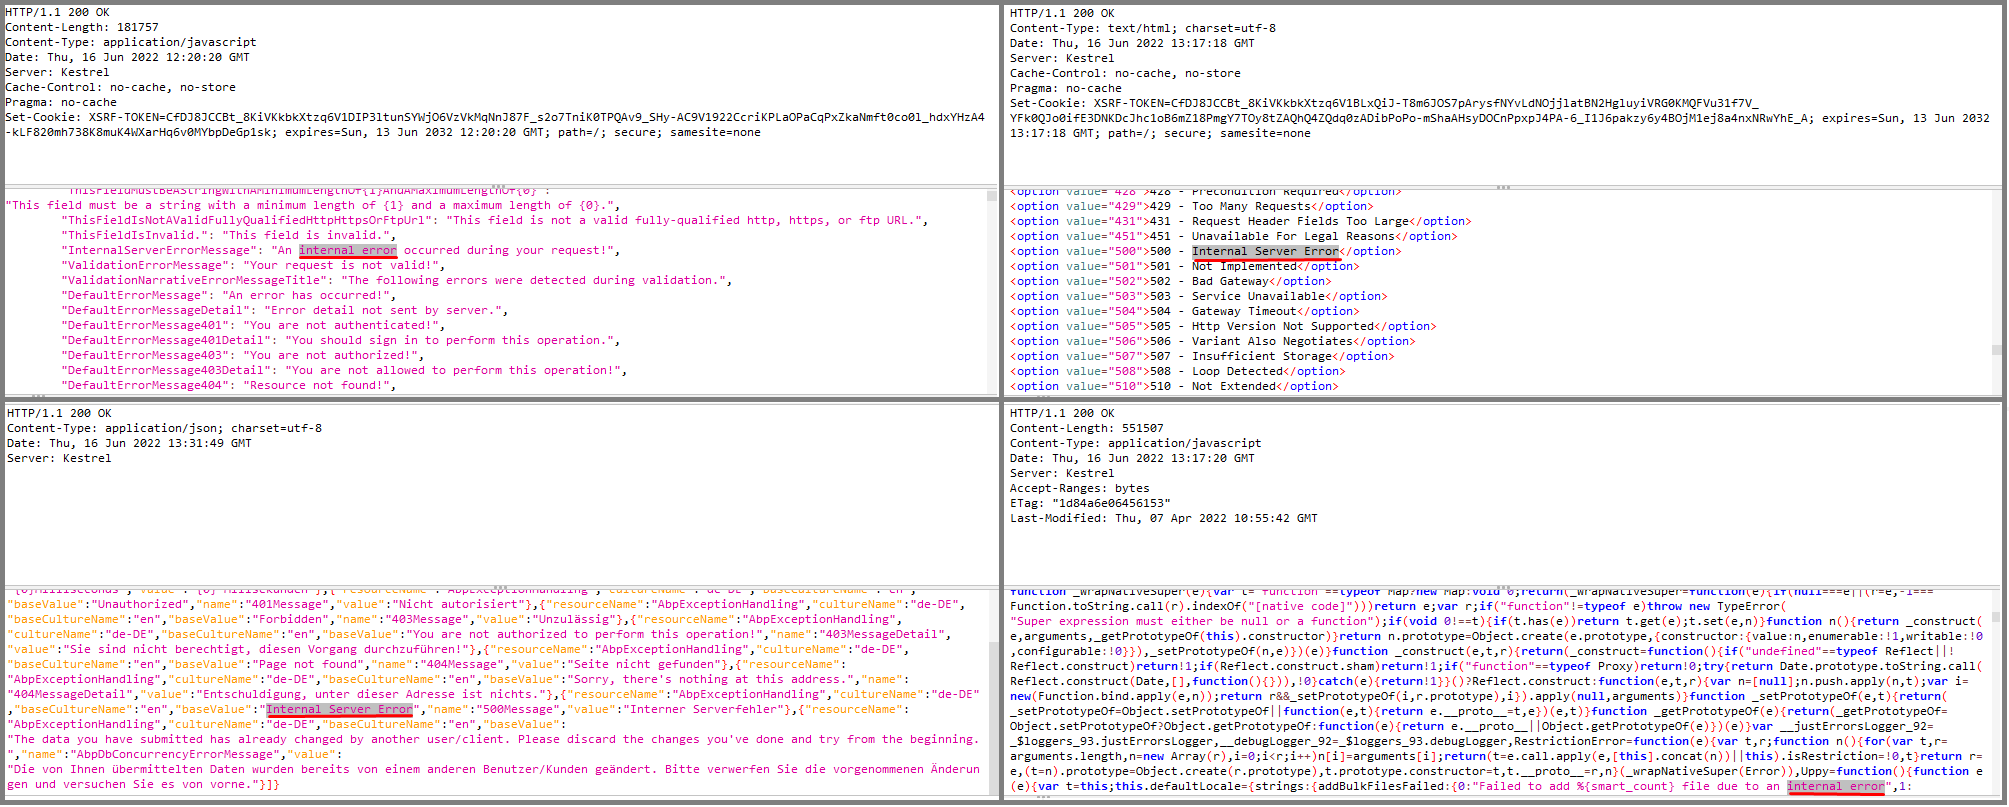 HTTP/1.1 200 OK
Content-Length: 181757
Content-Type: application/javascript
Date: Thu, 16 Jun 2022 12:20:20 GMT
Server: Kestrel
Cache-Control: no-cache, no-store
Pragma: no-cache
Set-Cookie: XSRF-TOKEN=CfDJ8JCCBt_8KiVKkbkXtzq6V1DIP3ltunSYWjO6VzVkMqNnJ87F_s2o7TniK0TPQAv9_SHy-AC9V1922CcriKPLaOPaCqPxZkaNmft0co0l_hdxYHzA4
-kLF820mh738K8muK4WXarHq6v0MYbpDeGp1sk; expires=Sun, 13 Jun 2032 12:20:20 GMT; path=/; secure; samesite=none
"ThisFieldMustBeAStringWithAMinimumLengthOf{1}AndAMaximumLengthOf{0}":
"This field must be a string with a minimum length of {1} and a maximum length of {0}.",
"ThisFieldIsNotAValidFullyQualifiedHttpHttpsOrFtpUrl": "This field is not a valid fully-qualified http, https, or ftp URL.",
"ThisFieldIsInvalid.": "This field is invalid.",
"InternalServerErrorMessage": "An internal error occurred during your request!",
"ValidationErrorMessage": "Your request is not valid!",
"ValidationNarrativeErrorMessageTitle": "The following errors were detected during validation.",
"DefaultErrorMessage": "An error has occurred!",
"DefaultErrorMessageDetail": "Error detail not sent by server.",
"DefaultErrorMessage401": "You are not authenticated!",
"DefaultErrorMessage401Detail": "You should sign in to perform this operation.",
"DefaultErrorMessage403": "You are not authorized!",
"DefaultErrorMessage403Detail": "You are not allowed to perform this operation!",
"DefaultErrorMessage404": "Resource not found!",
HTTP/1.1 200 OK
Content-Type: text/html; charset=utf-8
Date: Thu, 16 Jun 2022 13:17:18 GMT
Server: Kestrel
Cache-Control: no-cache, no-store
Pragma: no-cache
Set-Cookie: XSRF-TOKEN=CfDJ8JCCBt_8KiVKkbkXtzq6V1BLxQiJ-T8m6JOS7pArysfNYvLdNOjjlatBN2HgluyiVRG0KMQFVu31f7V_
YFk0QJo0ifE3DNKDcJhc1oB6mZ18PmgY7TOy8tZAQhQ4ZQdq0zADibPoPo-mShaAHsyDOCnPpxpJ4PA-6_I1J6pakzy6y4BOjM1ej8a4nxNRwYhE_A; expires=Sun, 13 Jun 2032
13:17:18 GMT; path=/; secure; samesite=none
<option value="428">428 - Precondition Required</option>
<option value="429">429 - Too Many Requests</option>
<option value="431">431 - Request Header Fields Too Large</option>
<option value="451">451 - Unavailable For Legal Reasons</option>
<option value="500">500 - Internal Server Error</option>
<option value="501">501 - Not Implemented</option>
<option value="502">502 - Bad Gateway</option>
<option value="503">503 - Service Unavailable</option>
<option value="504">504 - Gateway Timeout</option>
<option value="505">505 - Http Version Not Supported</option>
<option value="506">506 - Variant Also Negotiates</option>
<option value="507">507 - Insufficient Storage</option>
<option value="508">508 - Loop Detected</option>
<option value="510">510 - Not Extended</option>
HTTP/1.1 200 OK
Content-Type: application/json; charset=utf-8
Date: Thu, 16 Jun 2022 13:31:49 GMT
Server: Kestrel
"{0}Milliseconds","value":"{0} Millisekunden"},{"resourceName":"AbpExceptionHandling","cultureName":"de-DE","baseCultureName":"en",
"baseValue":"Unauthorized","name":"401Message","value":"Nicht autorisiert"},{"resourceName":"AbpExceptionHandling","cultureName":"de-DE",
"baseCultureName":"en","baseValue":"Forbidden","name":"403Message","value":"Unzulässig"},{"resourceName":"AbpExceptionHandling",
"cultureName":"de-DE","baseCultureName":"en","baseValue":"You are not authorized to perform this operation!","name":"403MessageDetail",
"value":"Sie sind nicht berechtigt, diesen Vorgang durchzuführen!"},{"resourceName":"AbpExceptionHandling","cultureName":"de-DE",
"baseCultureName":"en","baseValue":"Page not found","name":"404Message","value":"Seite nicht gefunden"},{"resourceName":
"AbpExceptionHandling","cultureName":"de-DE","baseCultureName":"en","baseValue":"Sorry, there's nothing at this address.","name":
"404MessageDetail","value":"Entschuldigung, unter dieser Adresse ist nichts."},{"resourceName":"AbpExceptionHandling","cultureName":"de-DE"
,"baseCultureName":"en","baseValue":"Internal Server Error","name":"500Message","value":"Interner Serverfehler"},{"resourceName":
"AbpExceptionHandling","cultureName":"de-DE","baseCultureName":"en","baseValue":
"The data you have submitted has already changed by another user/client. Please discard the changes you've done and try from the beginning.
","name":"AbpDbConcurrencyErrorMessage","value":
"Die von Ihnen übermittelten Daten wurden bereits von einem anderen Benutzer/Kunden geändert. Bitte verwerfen Sie die vorgenommenen Änderun
gen und versuchen Sie es von vorne."}]}
HTTP/1.1 200 OK
Content-Length: 551507
Content-Type: application/javascript
Date: Thu, 16 Jun 2022 13:17:20 GMT
Server: Kestrel
Accept-Ranges: bytes
ETag: "1d84a6e06456153"
Last-Modified: Thu, 07 Apr 2022 10:55:42 GMT
function _wrapNativeSuper(e){var t="function"==typeof Map?new Map:void 0;return(_wrapNativeSuper=function(e){if(null===e||(r=e,-1===
Function.toString.call(r).indexOf("[native code]")))return e;var r;if("function"!=typeof e)throw new TypeError(
"Super expression must either be null or a function");if(void 0!==t){if(t.has(e))return t.get(e);t.set(e,n)}function n(){return _construct(
e,arguments,_getPrototypeOf(this).constructor)}return n.prototype=Object.create(e.prototype,{constructor:{value:n,enumerable:!1,writable:!0
,configurable:!0}}),_setPrototypeOf(n,e)})(e)}function _construct(e,t,r){return(_construct=function(){if("undefined"==typeof Reflect||!
Reflect.construct)return!1;if(Reflect.construct.sham)return!1;if("function"==typeof Proxy)return!0;try{return Date.prototype.toString.call(
Reflect.construct(Date,[],function(){})),!0}catch(e){return!1}}()?Reflect.construct:function(e,t,r){var n=[null];n.push.apply(n,t);var i=
new(Function.bind.apply(e,n));return r&&_setPrototypeOf(i,r.prototype),i}).apply(null,arguments)}function _setPrototypeOf(e,t){return(
_setPrototypeOf=Object.setPrototypeOf||function(e,t){return e.__proto__=t,e})(e,t)}function _getPrototypeOf(e){return(_getPrototypeOf=
Object.setPrototypeOf?Object.getPrototypeOf:function(e){return e.__proto__||Object.getPrototypeOf(e)})(e)}var __justErrorsLogger_92=
_$loggers_93.justErrorsLogger,__debugLogger_92=_$loggers_93.debugLogger,RestrictionError=function(e){var t,r;function n(){for(var t,r=
arguments.length,n=new Array(r),i=0;i<r;i++)n[i]=arguments[i];return(t=e.call.apply(e,[this].concat(n))||this).isRestriction=!0,t}return r=
e,(t=n).prototype=Object.create(r.prototype),t.prototype.constructor=t,t.__proto__=r,n}(_wrapNativeSuper(Error)),Uppy=function(){function e
(e){var t=this;this.defaultLocale={strings:{addBulkFilesFailed:{0:"Failed to add %{smart_count} file due to an internal error",1: